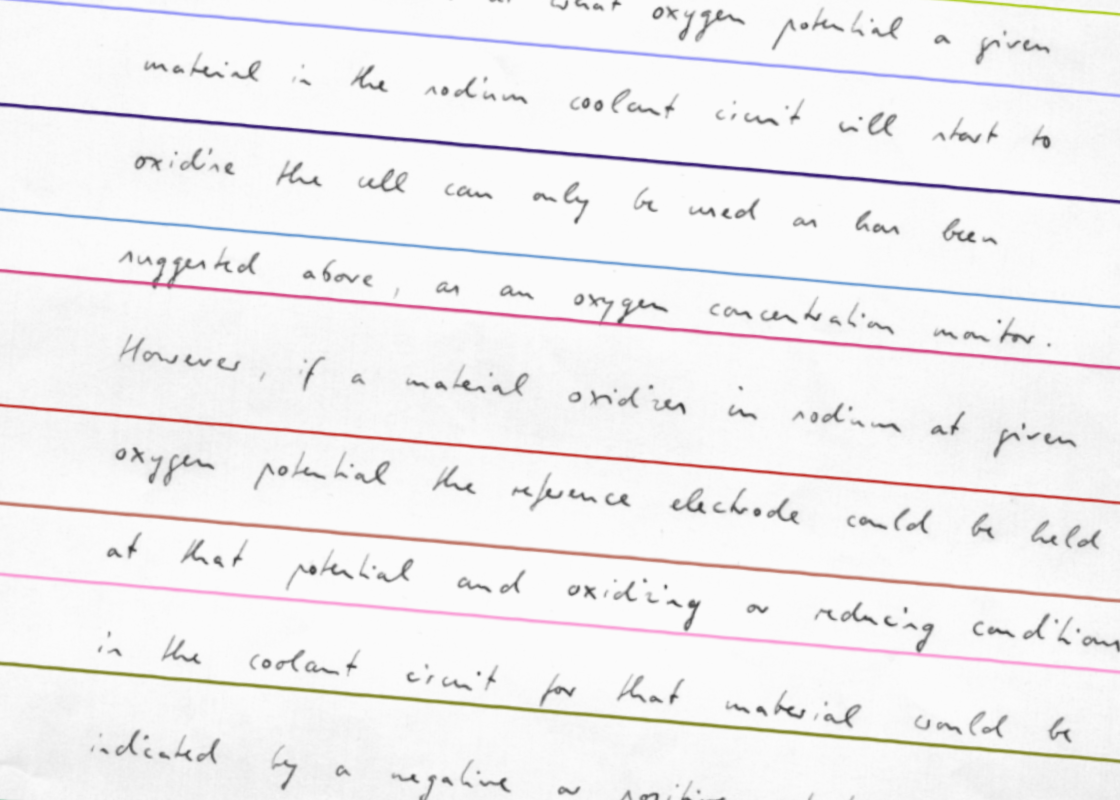 what oxygen potential a given
material in the sodium coolant circuit will start to
oxidise the cell can only be used as has been
suggested above, as an oxygen concentration monitor.
However, if a material oxidizes in sodium at given
oxygen potential the reference electrode could be held
at that potential and oxidizing or reducing conditions
in the coolant circuit for that material would be
indicated by a negative or positive